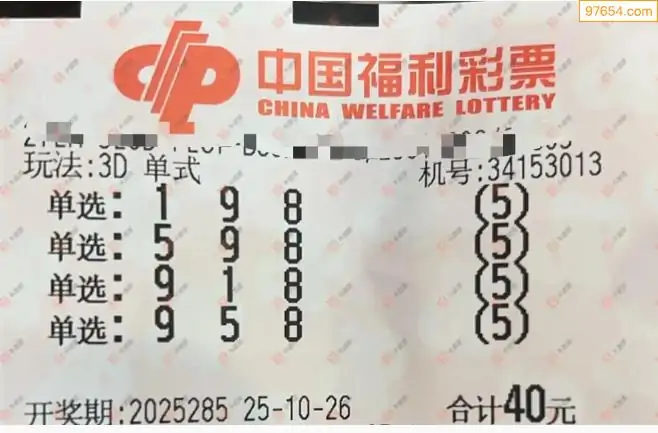 97654.com
中国福利彩票
CHINA WELFARE LOTTERY
玩法:3D 单式 机号:34153013
单选: 1 9 8 (5)
单选: 5 9 8 (5)
单选: 9 1 8 (5)
单选: 9 5 8 (5)
开奖期:2025285 25-10-26 合计40元